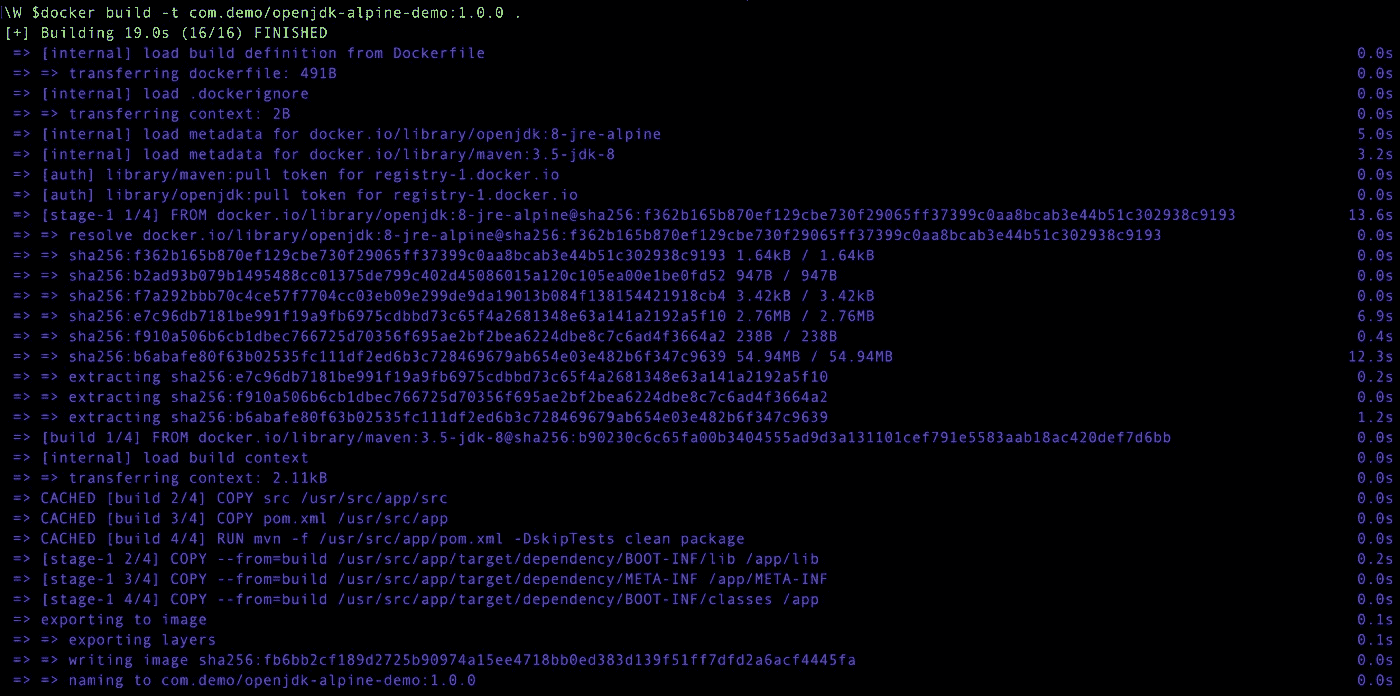 \W $docker build -t com.demo/openjdk-alpine-demo:1.0.0 .
[+] Building 19.0s (16/16) FINISHED
=> [internal] load build definition from Dockerfile 0.0s
=> => transferring dockerfile: 491B 0.0s
=> [internal] load .dockerignore 0.0s
=> => transferring context: 2B 0.0s
=> [internal] load metadata for docker.io/library/openjdk:8-jre-alpine 5.0s
=> [internal] load metadata for docker.io/library/maven:3.5-jdk-8 3.2s
=> [auth] library/maven:pull token for registry-1.docker.io 0.0s
=> [auth] library/openjdk:pull token for registry-1.docker.io 0.0s
=> [stage-1 1/4] FROM docker.io/library/openjdk:8-jre-alpine@sha256:f362b165b870ef129cbe730f29065ff37399c0aa8bcab3e44b51c302938c9193 13.6s
=> => resolve docker.io/library/openjdk:8-jre-alpine@sha256:f362b165b870ef129cbe730f29065ff37399c0aa8bcab3e44b51c302938c9193 0.0s
=> => sha256:f362b165b870ef129cbe730f29065ff37399c0aa8bcab3e44b51c302938c9193 1.64kB / 1.64kB 0.0s
=> => sha256:b2ad93b079b1495488cc01375de799c402d45086015a120c105ea00e1be0fd52 947B / 947B 0.0s
=> => sha256:f7a292bbb70c4ce57f7704cc03eb09e299de9da19013b084f138154421918cb4 3.42kB / 3.42kB 0.0s
=> => sha256:e7c96db7181be991f19a9fb6975cdbbd73c65f4a2681348e63a141a2192a5f10 2.76MB / 2.76MB 6.9s
=> => sha256:f910a506b6cb1dbec766725d70356f695ae2bf2bea6224dbe8c7c6ad4f3664a2 238B / 238B 0.4s
=> => sha256:b6abafe80f63b02535fc111df2ed6b3c728469679ab654e03e482b6f347c9639 54.94MB / 54.94MB 12.3s
=> => extracting sha256:e7c96db7181be991f19a9fb6975cdbbd73c65f4a2681348e63a141a2192a5f10 0.2s
=> => extracting sha256:f910a506b6cb1dbec766725d70356f695ae2bf2bea6224dbe8c7c6ad4f3664a2 0.0s
=> => extracting sha256:b6abafe80f63b02535fc111df2ed6b3c728469679ab654e03e482b6f347c9639 1.2s
=> [build 1/4] FROM docker.io/library/maven:3.5-jdk-8@sha256:b90230c6c65fa00b3404555ad9d3a131101cef791e5583aab18ac420def7d6bb 0.0s
=> [internal] load build context 0.0s
=> => transferring context: 2.11kB 0.0s
=> CACHED [build 2/4] COPY src /usr/src/app/src 0.0s
=> CACHED [build 3/4] COPY pom.xml /usr/src/app 0.0s
=> CACHED [build 4/4] RUN mvn -f /usr/src/app/pom.xml -DskipTests clean package 0.0s
=> [stage-1 2/4] COPY --from=build /usr/src/app/target/dependency/BOOT-INF/lib /app/lib 0.2s
=> [stage-1 3/4] COPY --from=build /usr/src/app/target/dependency/META-INF /app/META-INF 0.0s
=> [stage-1 4/4] COPY --from=build /usr/src/app/target/dependency/BOOT-INF/classes /app 0.0s
=> exporting to image 0.1s
=> => exporting layers 0.1s
=> => writing image sha256:fb6bb2cf189d2725b90974a15ee4718bb0ed383d139f51ff7dfd2a6acf4445fa 0.0s
=> => naming to com.demo/openjdk-alpine-demo:1.0.0 0.0s